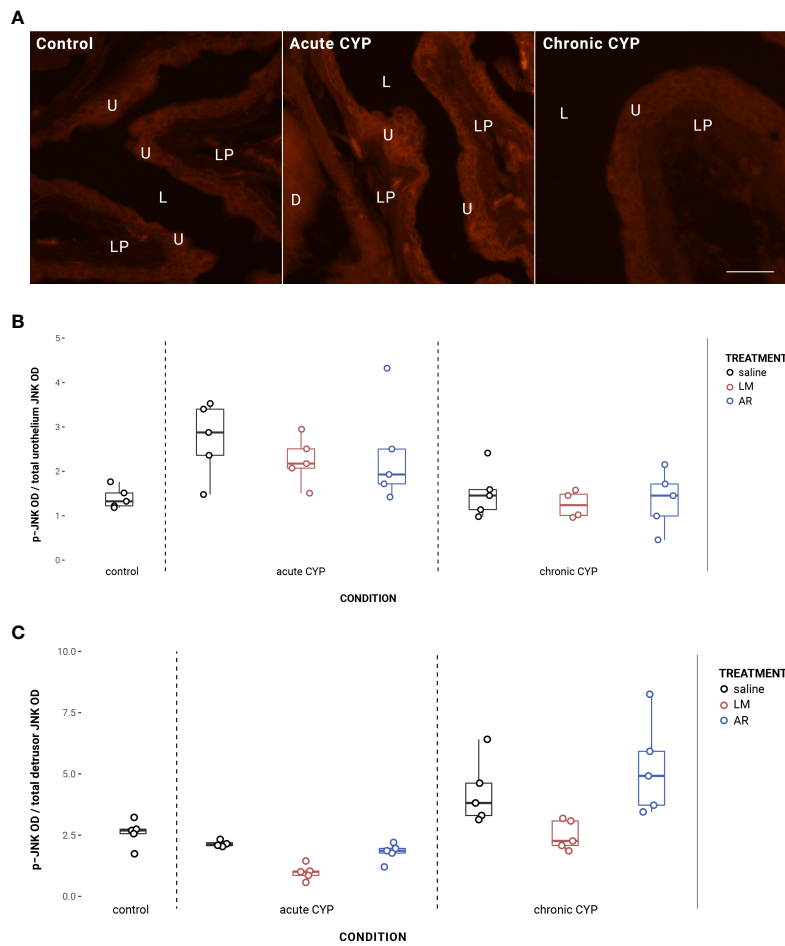 A
Control
Acute CYP
Chronic CYP
L
U
L
U
LP
U
LP
U
LP
U
LP
D
L
U
LP
U
B
p-JNK OD / total urothelium JNK OD
5
4
3
2
1
0
control
acute CYP
chronic CYP
CONDITION
TREATMENT
saline
LM
AR
C
p-JNK OD / total detrusor JNK OD
10.0
7.5
5.0
2.5
0.0
control
acute CYP
chronic CYP
CONDITION
TREATMENT
saline
LM
AR